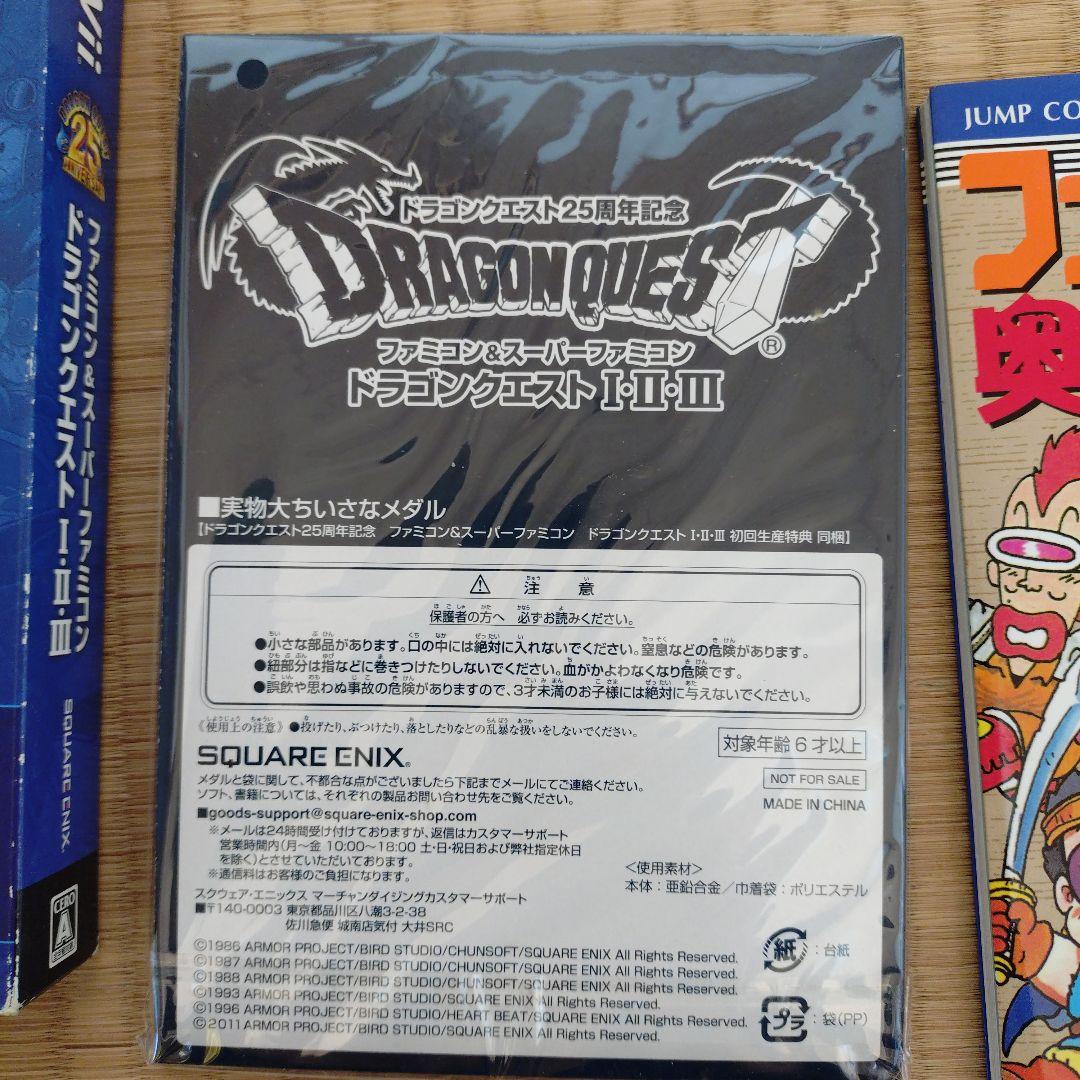 Wii
DRAGON QUEST
25
ANNIVERSARY
ファミコン&スーパーファミコン
ドラゴンクエスト I・II・III
SQUARE ENIX.
CERO
A
ドラゴンクエスト25周年記念
DRAGON QUEST®
ファミコン&スーパーファミコン
ドラゴンクエスト I・II・III
■実物大ちいさなメダル
【ドラゴンクエスト25周年記念 ファミコン&スーパーファミコン ドラゴンクエスト I・II・III 初回生産特典 同梱】
⚠ 注意
保護者の方へ 必ずお読みください。
●小さな部品があります。口の中には絶対に入れないでください。窒息などの危険があります。
●紐部分は指などに巻きつけたりしないでください。血がかよわなくなり危険です。
●誤飲や思わぬ事故の危険がありますので、3才未満のお子様には絶対に与えないでください。
《使用上の注意》●投げたり、ぶつけたり、落としたりなどの乱暴な扱いをしないでください。
SQUARE ENIX®
対象年齢6才以上
メダルと袋に関して、不都合な点がございましたら下記までメールにてご連絡ください。
ソフト、書籍については、それぞれの製品お問い合わせ先をご覧ください。
NOT FOR SALE
MADE IN CHINA
■goods-support@square-enix-shop.com
※メールは24時間受け付けておりますが、返信はカスタマーサポート
営業時間内(月〜金 10:00〜18:00 土・日・祝日および弊社指定休日
を除く)とさせていただいております。
※通信料はお客様のご負担になります。
<使用素材>
本体:亜鉛合金/巾着袋:ポリエステル
スクウェア・エニックス マーチャンダイジングカスタマーサポート
■〒140-0003 東京都品川区八潮3-2-38
佐川急便 城南店気付 大井SRC
©1986 ARMOR PROJECT/BIRD STUDIO/CHUNSOFT/SQUARE ENIX All Rights Reserved.
©1987 ARMOR PROJECT/BIRD STUDIO/CHUNSOFT/SQUARE ENIX All Rights Reserved.
©1988 ARMOR PROJECT/BIRD STUDIO/CHUNSOFT/SQUARE ENIX All Rights Reserved.
©1993 ARMOR PROJECT/BIRD STUDIO/SQUARE ENIX All Rights Reserved.
©1996 ARMOR PROJECT/BIRD STUDIO/HEART BEAT/SQUARE ENIX All Rights Reserved.
©2011 ARMOR PROJECT/BIRD STUDIO/SQUARE ENIX All Rights Reserved.
紙:台紙
プラ:袋(PP)
JUMP CO
フ
奥